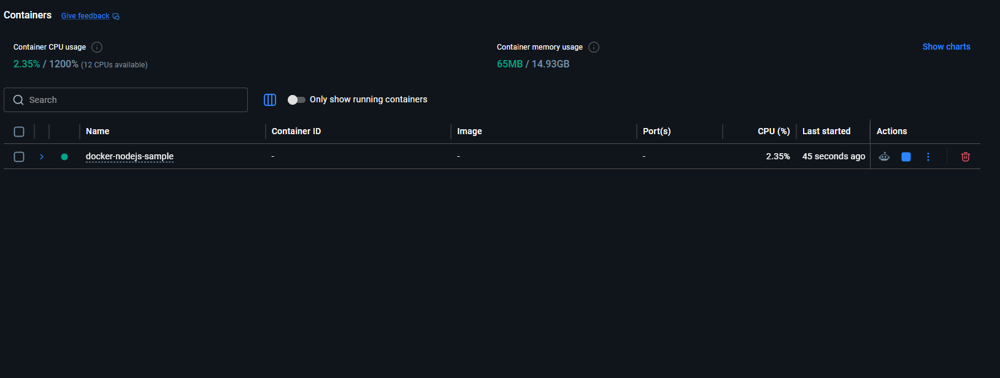 Containers Give feedback
Container CPU usage
2.35% / 1200% (12 CPUs available)
Container memory usage
65MB / 14.93GB
Show charts
Search
Only show running containers
Name Container ID Image Port(s) CPU (%) Last started Actions
docker-nodejs-sample - - - 2.35% 45 seconds ago